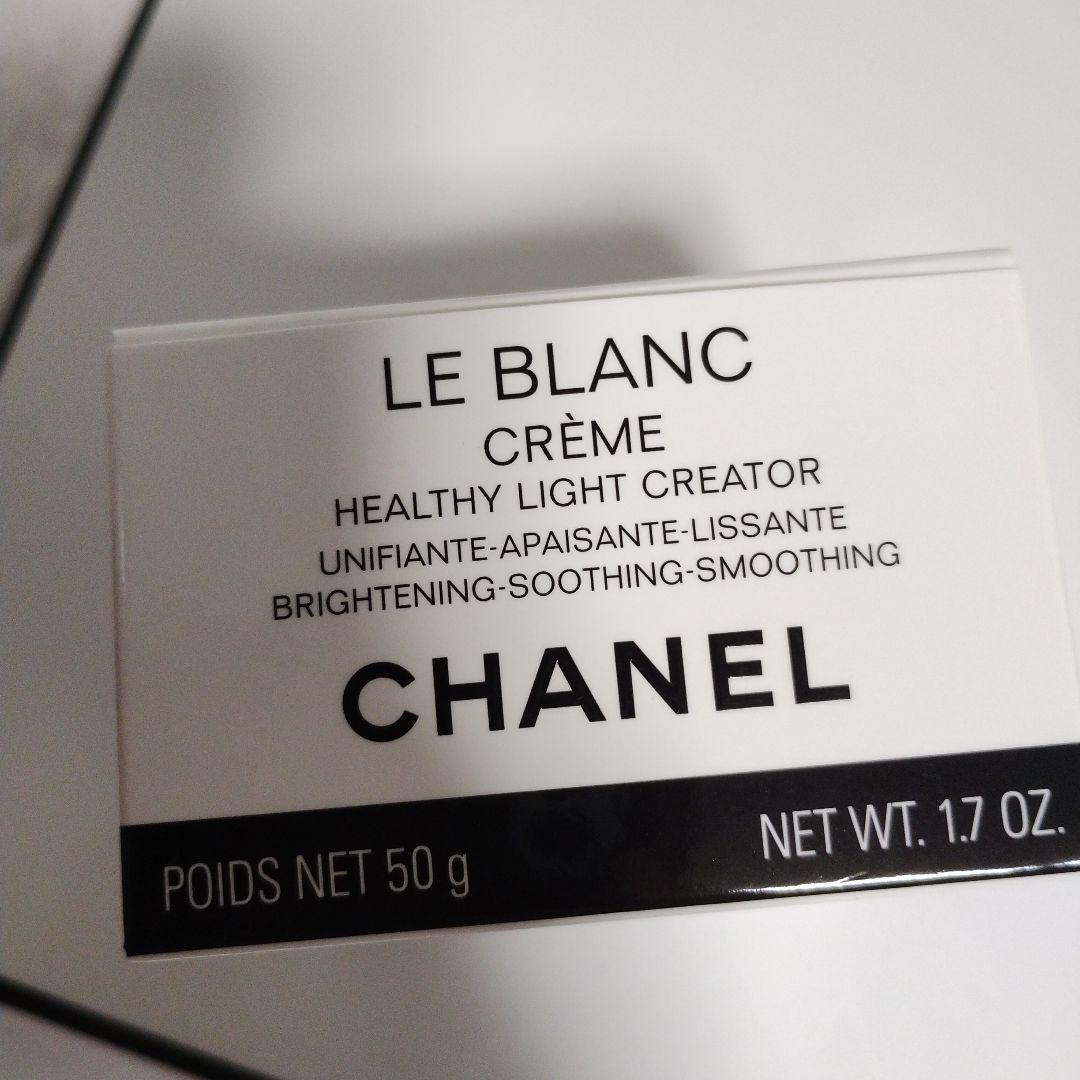 LE BLANC
CRÈME
HEALTHY LIGHT CREATOR
UNIFIANTE-APAISANTE-LISSANTE
BRIGHTENING-SOOTHING-SMOOTHING
CHANEL
POIDS NET 50 g
NET WT. 1.7 OZ.